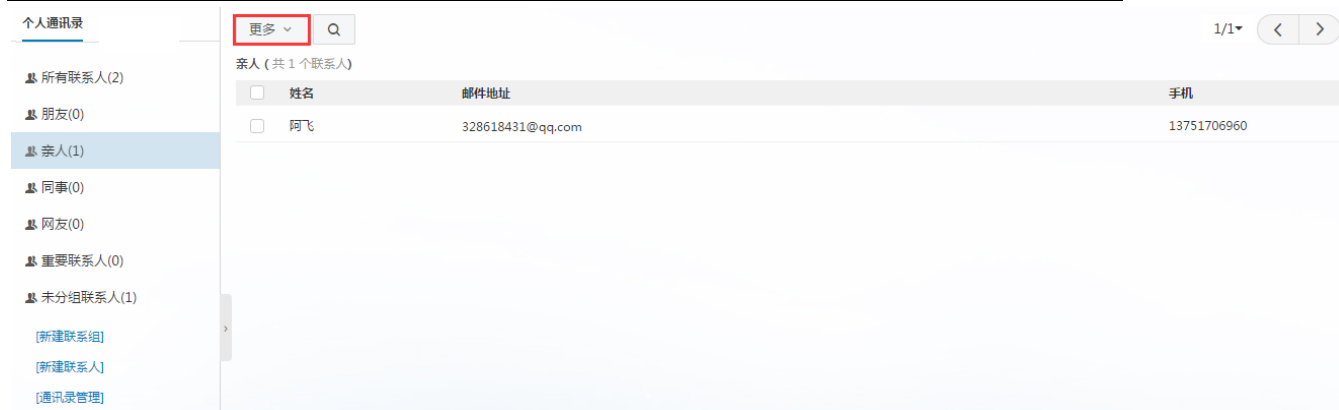 个人通讯录
所有联系人(2)
朋友(0)
亲人(1)
同事(0)
网友(0)
重要联系人(0)
未分组联系人(1)
[新建联系组]
[新建联系人]
[通讯录管理]
更多
1/1
亲人 ( 共 1 个联系人)
姓名 邮件地址 手机
阿飞 328618431@qq.com 13751706960